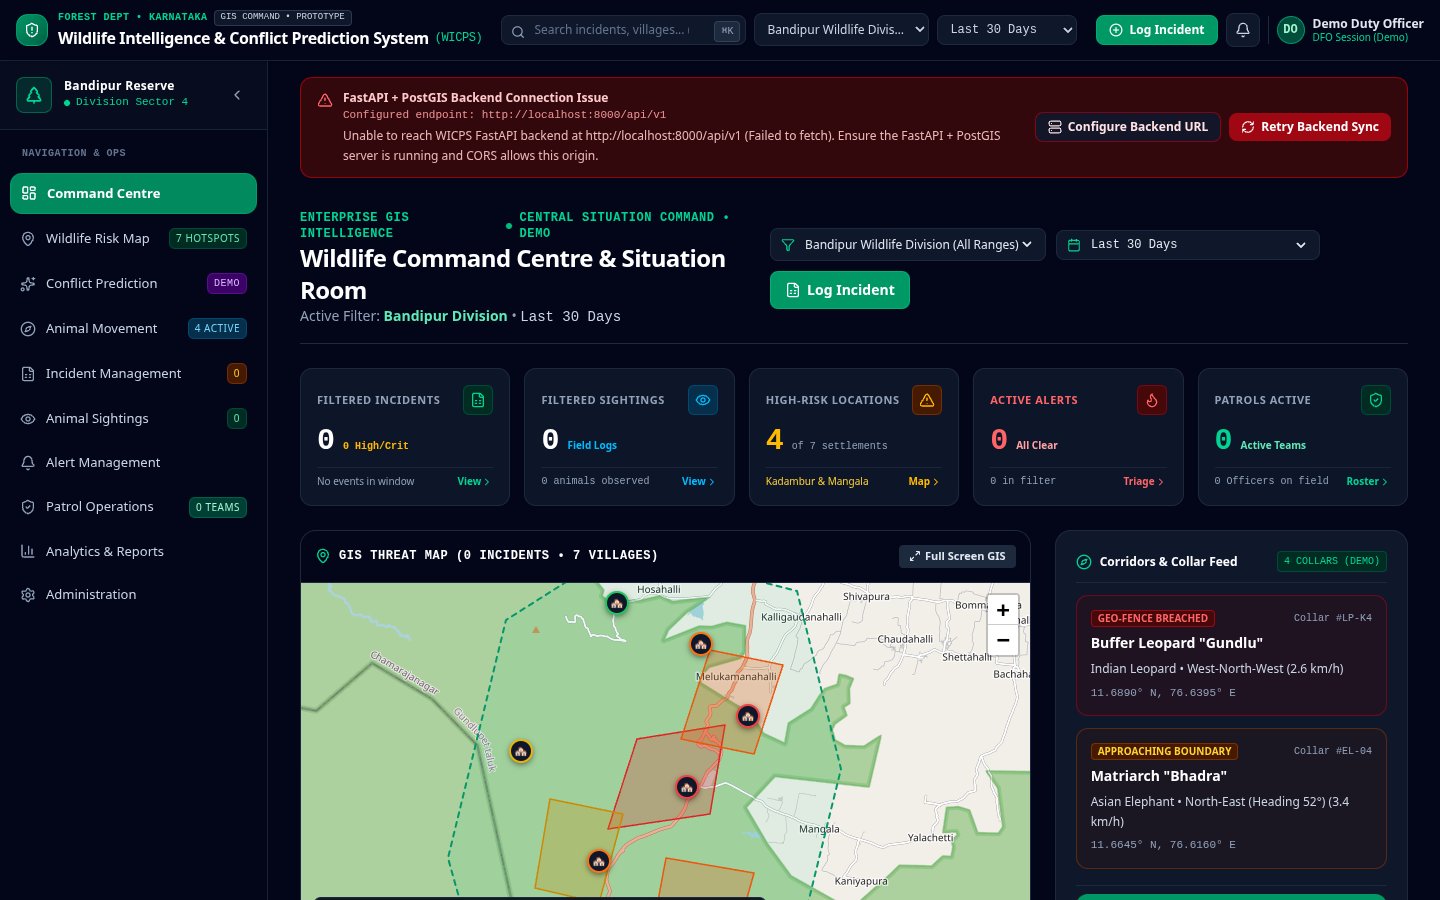 FOREST DEPT • KARNATAKA
GIS COMMAND • PROTOTYPE
Wildlife Intelligence & Conflict Prediction System (WICPS)
Search incidents, villages...
⌘K
Bandipur Wildlife Divis...
Last 30 Days
Log Incident
DO
Demo Duty Officer
DFO Session (Demo)
Bandipur Reserve
Division Sector 4
NAVIGATION & OPS
Command Centre
Wildlife Risk Map
7 HOTSPOTS
Conflict Prediction
DEMO
Animal Movement
4 ACTIVE
Incident Management
0
Animal Sightings
0
Alert Management
Patrol Operations
0 TEAMS
Analytics & Reports
Administration
FastAPI + PostGIS Backend Connection Issue
Configured endpoint: http://localhost:8000/api/v1
Unable to reach WICPS FastAPI backend at http://localhost:8000/api/v1 (Failed to fetch). Ensure the FastAPI + PostGIS
server is running and CORS allows this origin.
Configure Backend URL
Retry Backend Sync
ENTERPRISE GIS
INTELLIGENCE
● CENTRAL SITUATION COMMAND •
DEMO
Wildlife Command Centre & Situation
Room
Active Filter: Bandipur Division • Last 30 Days
Bandipur Wildlife Division (All Ranges)
Last 30 Days
Log Incident
FILTERED INCIDENTS
0 0 High/Crit
No events in window
View
FILTERED SIGHTINGS
0 Field Logs
0 animals observed
View
HIGH-RISK LOCATIONS
4 of 7 settlements
Kadambur & Mangala
Map
ACTIVE ALERTS
0 All Clear
0 in filter
Triage
PATROLS ACTIVE
0 Active Teams
0 Officers on field
Roster
GIS THREAT MAP (0 INCIDENTS • 7 VILLAGES)
Full Screen GIS
Hosahalli
Shivapura
Kalligaudanahalli
Chaudahalli
Shettahalli
Melukamanahalli
Chamarajanagar
Mangala
Yalachetti
Kaniyapura
+
−
Corridors & Collar Feed
4 COLLARS (DEMO)
GEO-FENCE BREACHED
Collar #LP-K4
Buffer Leopard "Gundlu"
Indian Leopard • West-North-West (2.6 km/h)
11.6890° N, 76.6395° E
APPROACHING BOUNDARY
Collar #EL-04
Matriarch "Bhadra"
Asian Elephant • North-East (Heading 52°) (3.4
km/h)
11.6645° N, 76.6160° E